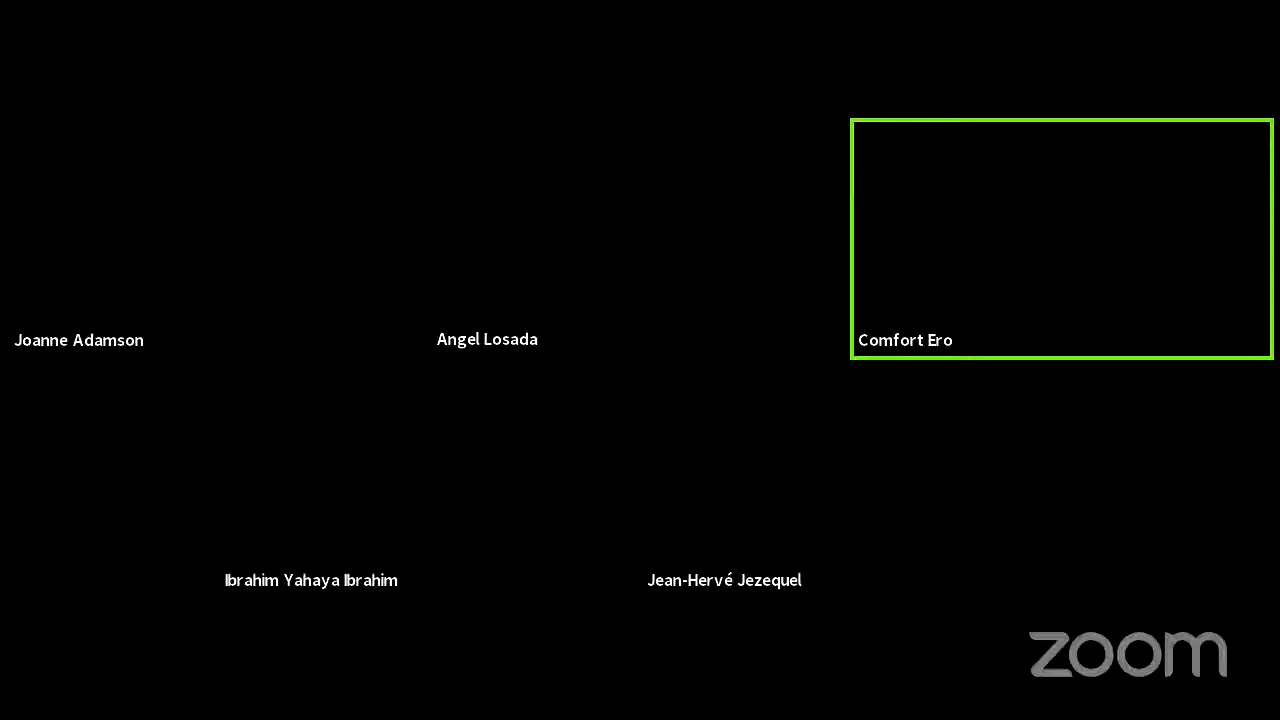 Joanne Adamson
Angel Losada
Comfort Ero
Ibrahim Yahaya Ibrahim
Jean-Hervé Jezequel
zoom